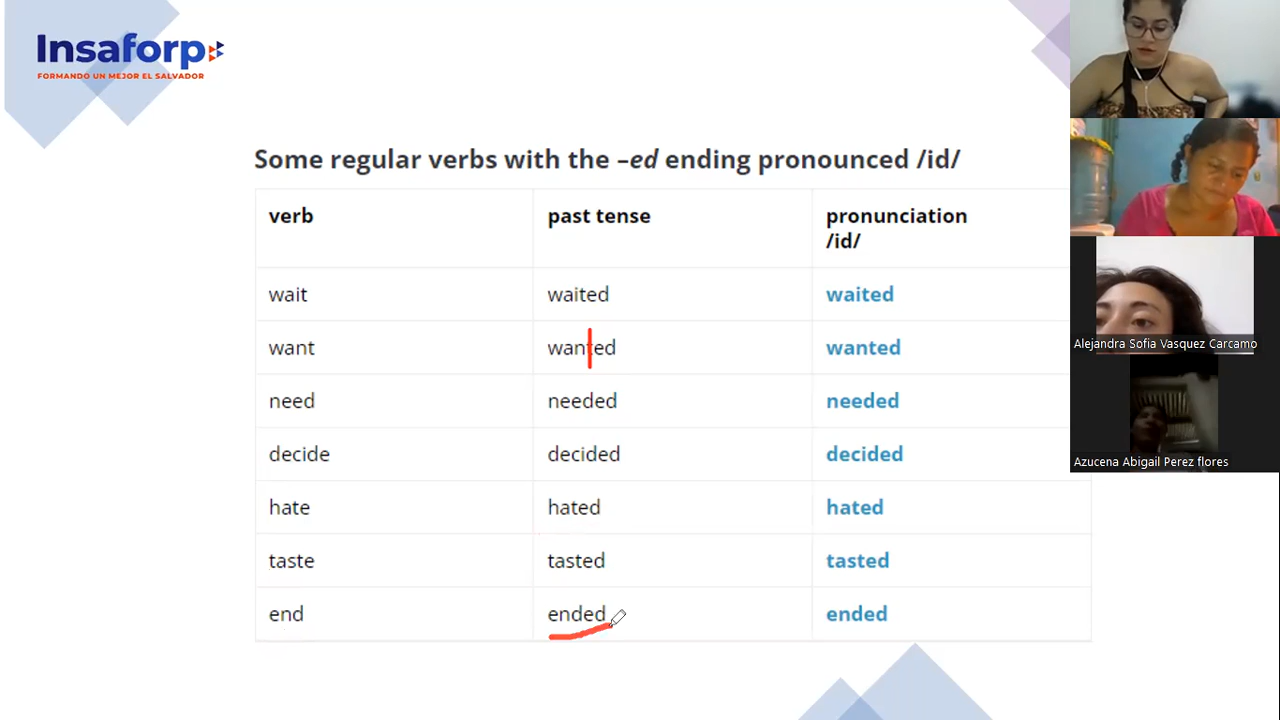 Insaforp
FORMANDO UN MEJOR EL SALVADOR
Some regular verbs with the –ed ending pronounced /id/
verb past tense pronunciation /id/
wait waited waited
want wanted wanted
need needed needed
decide decided decided
hate hated hated
taste tasted tasted
end ended ended
Alejandra Sofia Vasquez Carcamo
Azucena Abigail Perez flores